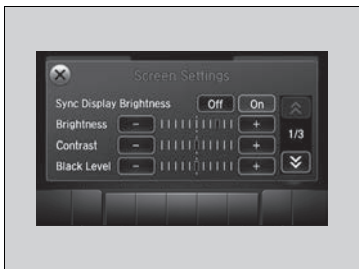 Screen Settings
Sync Display Brightness Off On
Brightness - +
1/3
Contrast - +
Black Level - +